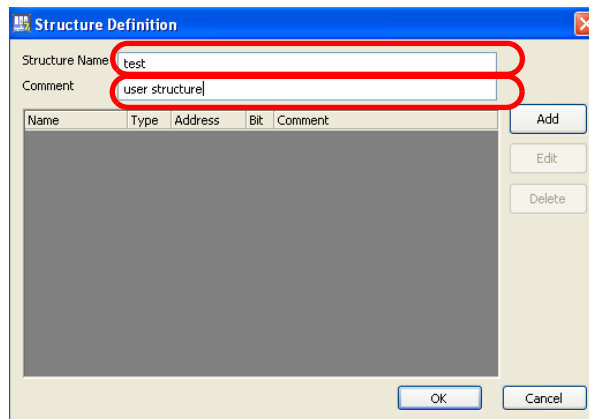 Structure Definition
Structure Name test
Comment user structure
Name Type Address Bit Comment
Add
Edit
Delete
OK Cancel